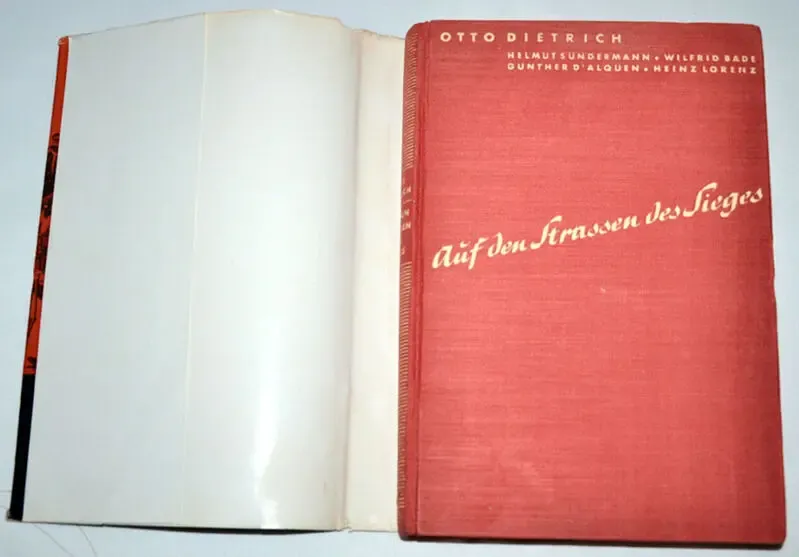 OTTO DIETRICH
HELMUT SUNDERMANN • WILFRID BADE
GUNTHER D'ALQUEN • HEINZ LORENZ
Auf den Strassen des Sieges